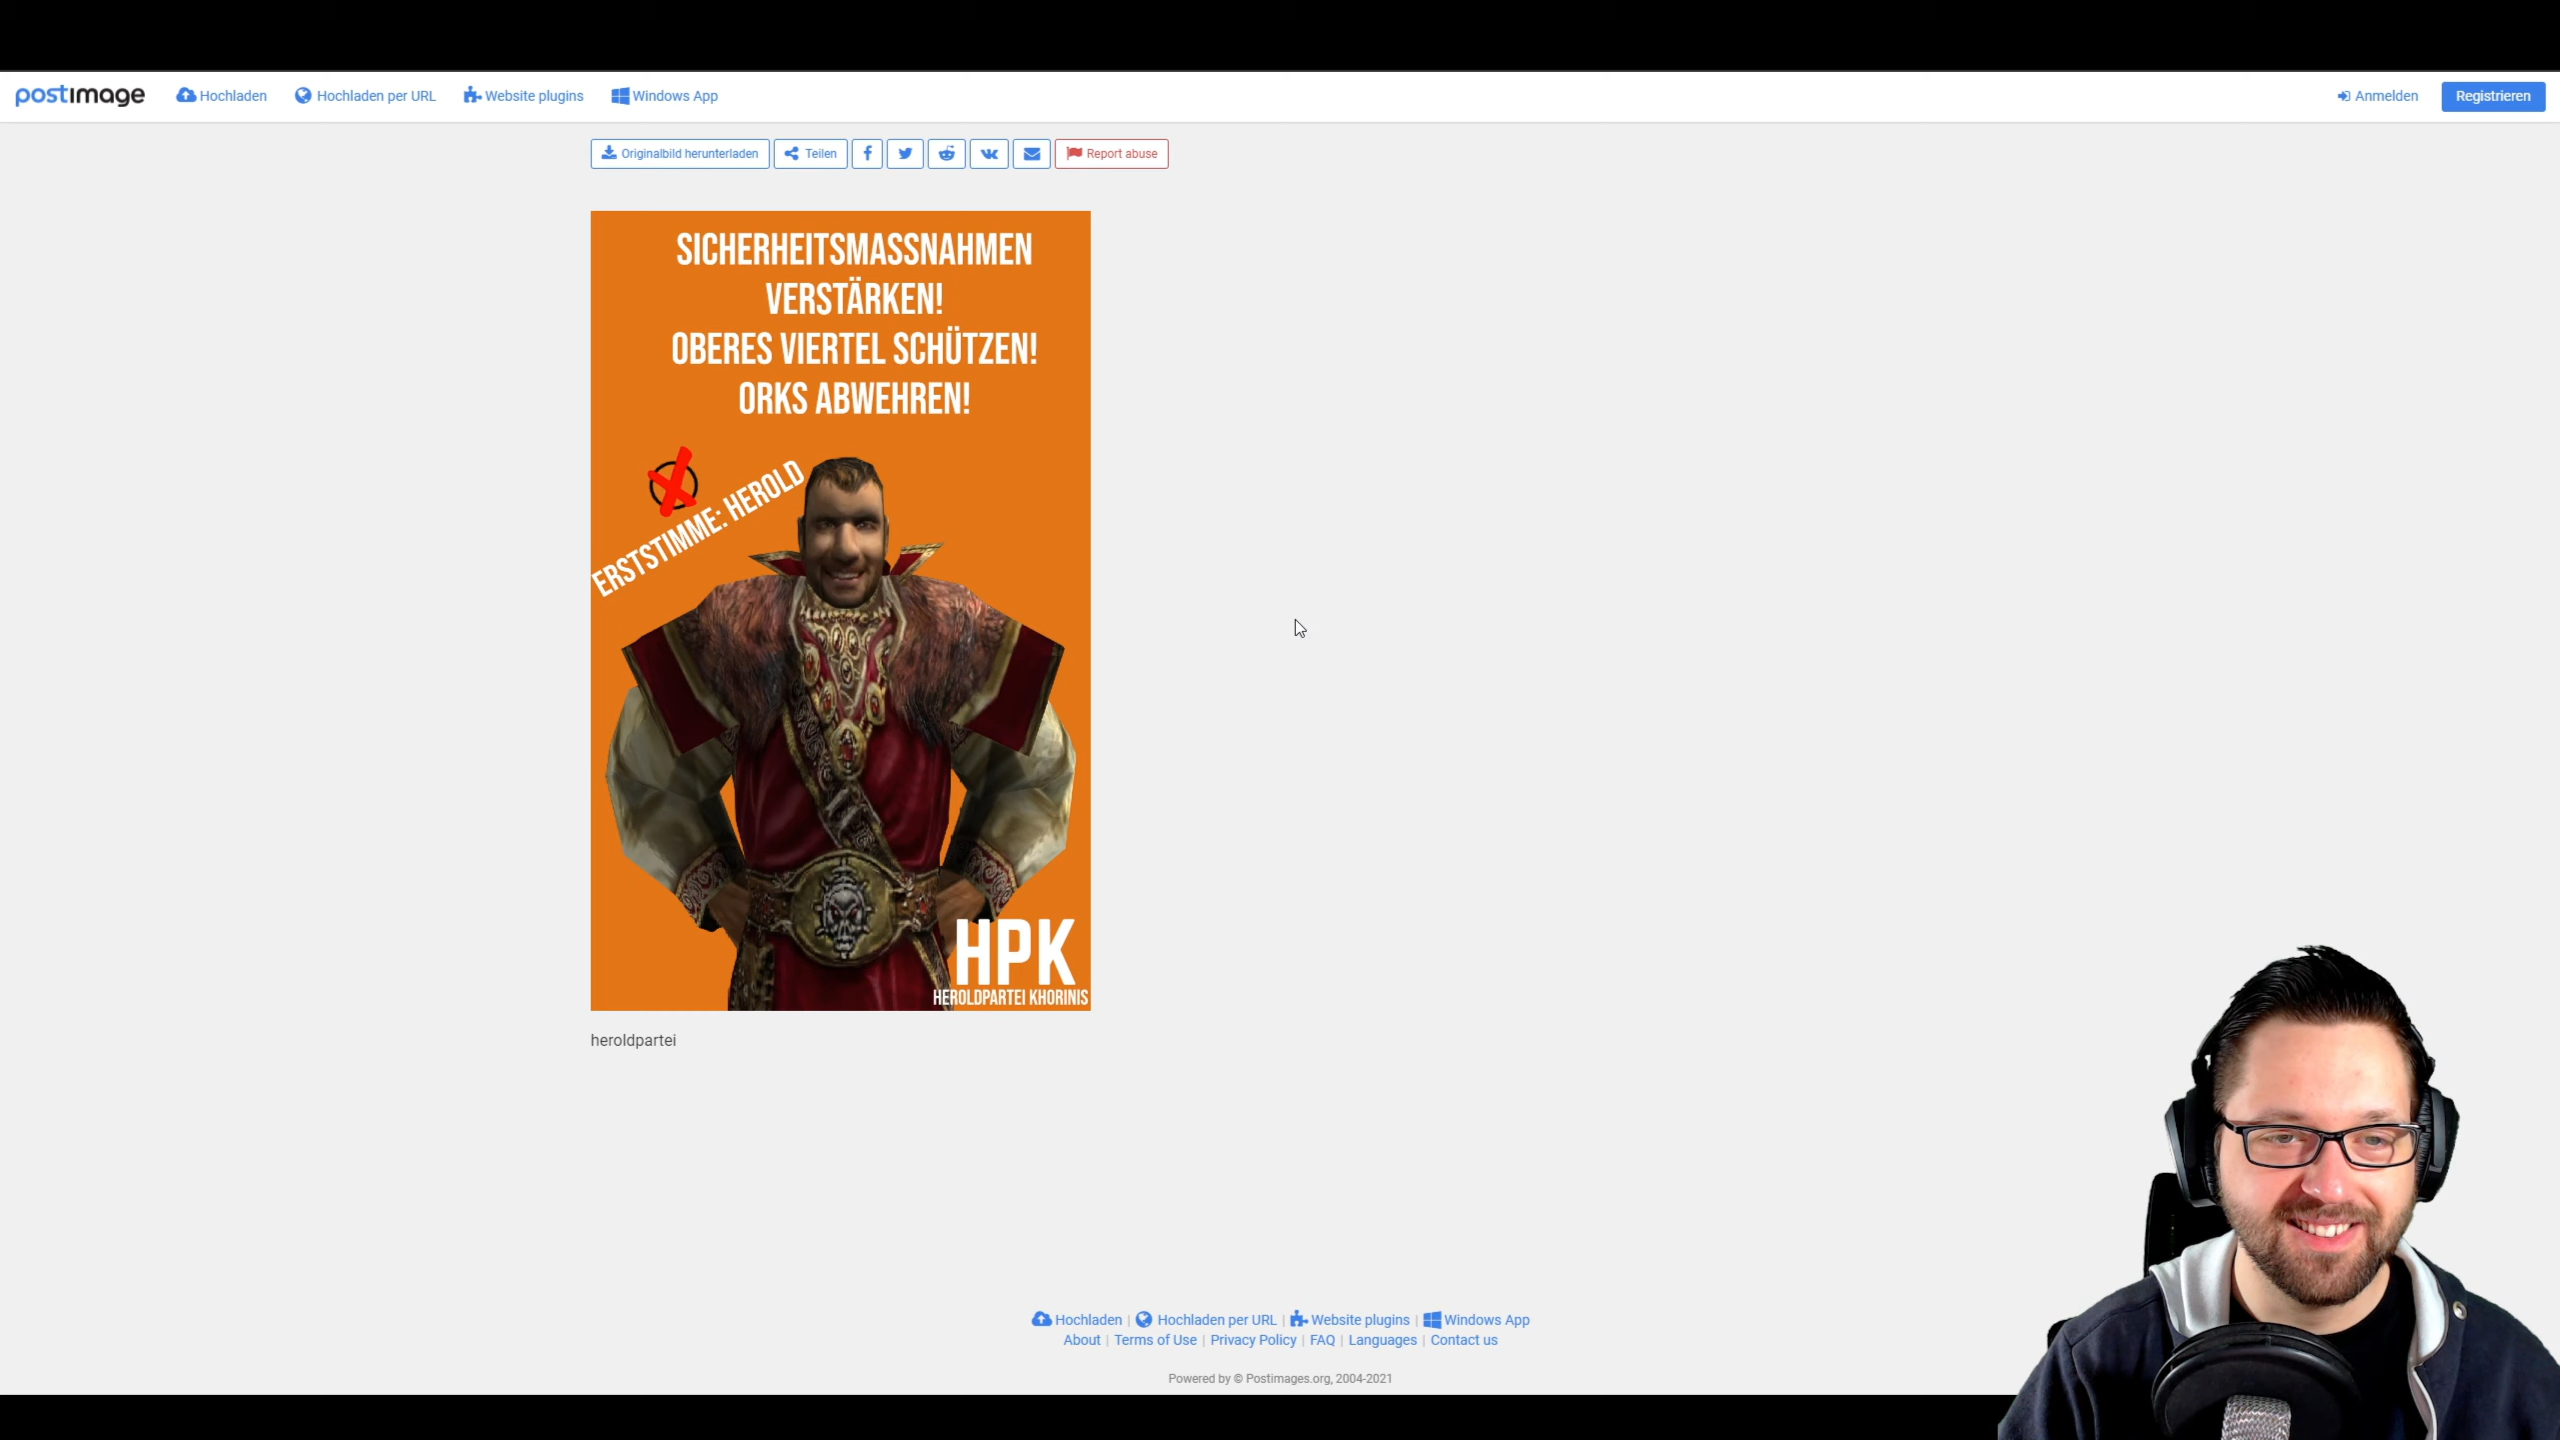 postimage
Hochladen
Hochladen per URL
Website plugins
Windows App
Anmelden
Registrieren
Originalbild herunterladen
Teilen
Report abuse
SICHERHEITSMASSNAHMEN
VERSTÄRKEN!
OBERES VIERTEL SCHÜTZEN!
ORKS ABWEHREN!
ERSTSTIMME: HEROLD
HPK
HEROLDPARTEI KHORINIS
heroldpartei
Hochladen | Hochladen per URL | Website plugins | Windows App
About | Terms of Use | Privacy Policy | FAQ | Languages | Contact us
Powered by © Postimages.org, 2004-2021